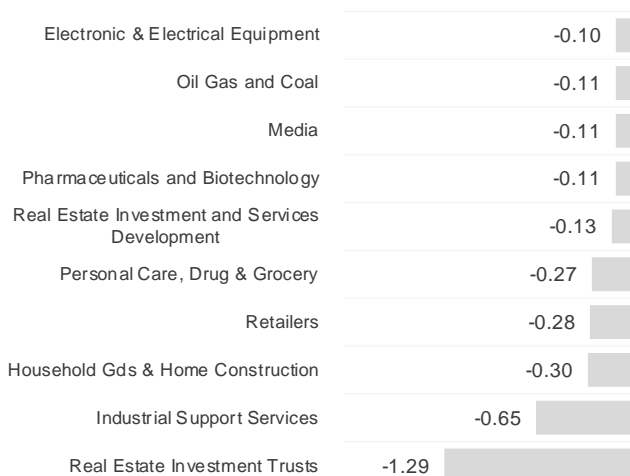 Electronic & Electrical Equipment -0.10
Oil Gas and Coal -0.11
Media -0.11
Pharmaceuticals and Biotechnology -0.11
Real Estate Investment and Services
Development -0.13
Personal Care, Drug & Grocery -0.27
Retailers -0.28
Household Gds & Home Construction -0.30
Industrial Support Services -0.65
Real Estate Investment Trusts -1.29